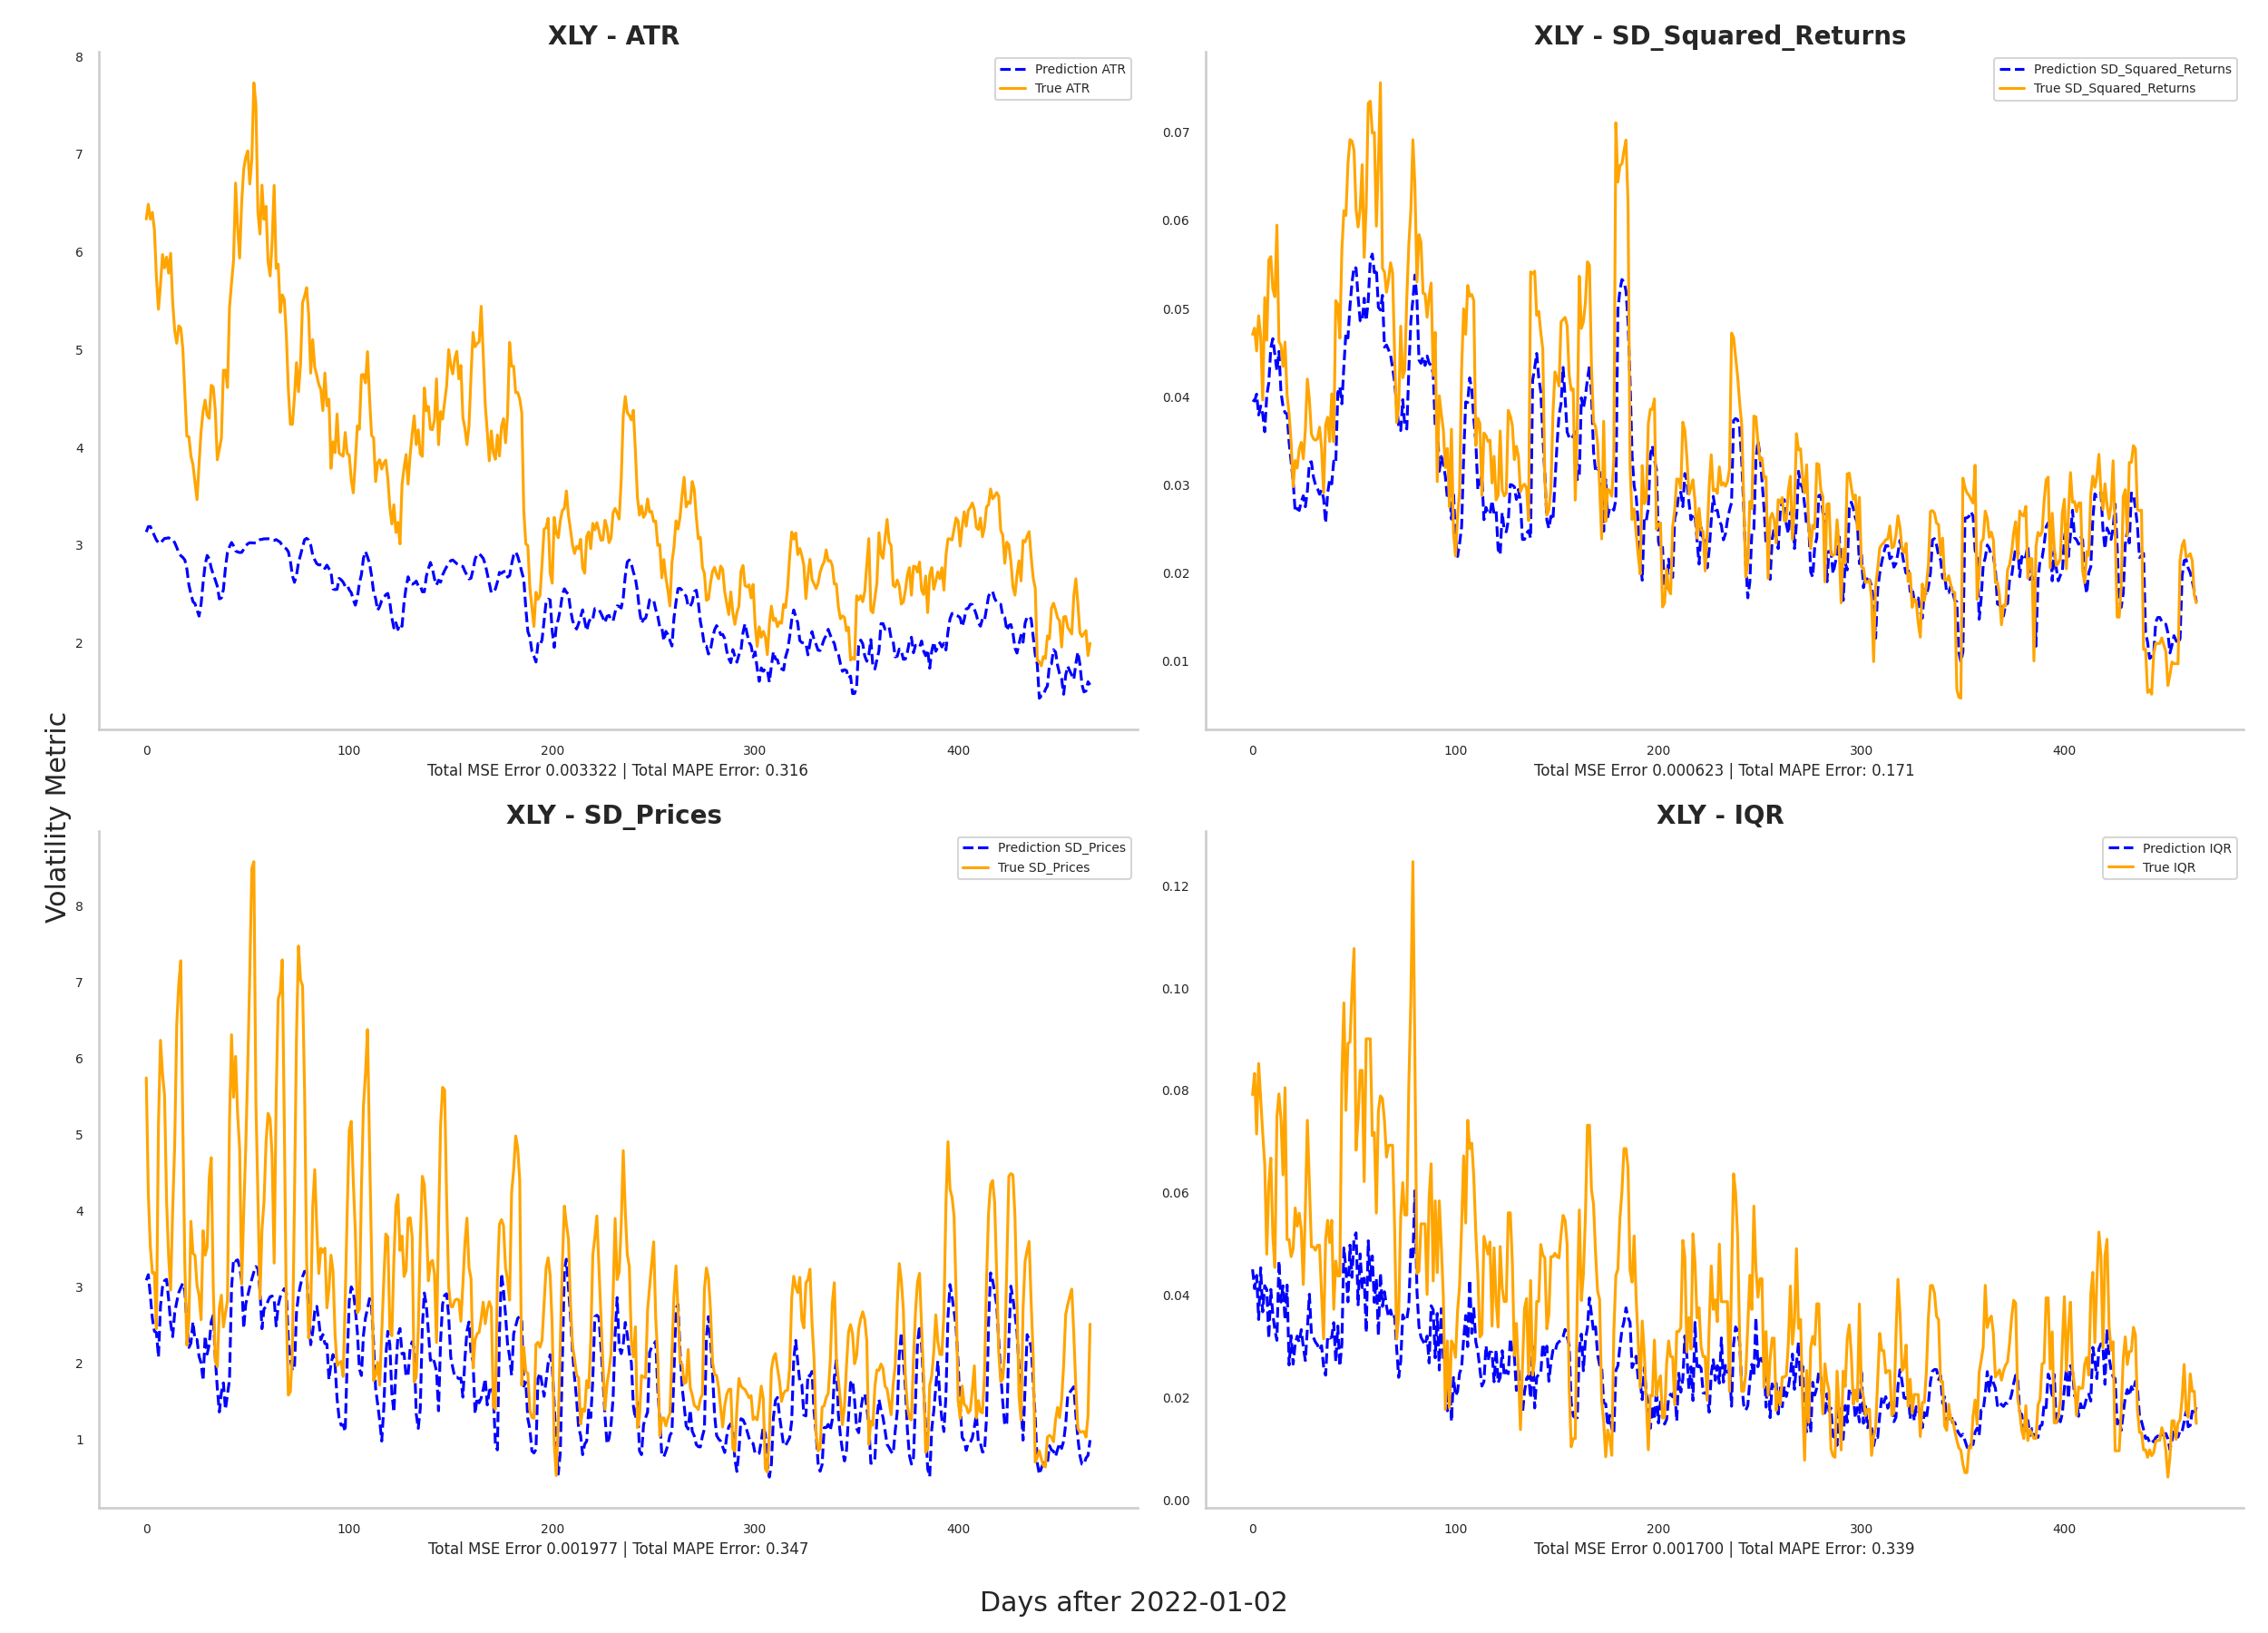 XLY - ATR
Prediction ATR
True ATR
8
7
6
5
4
3
2
0 100 200 300 400
Total MSE Error 0.003322 | Total MAPE Error: 0.316
XLY - SD_Squared_Returns
Prediction SD_Squared_Returns
True SD_Squared_Returns
0.07
0.06
0.05
0.04
0.03
0.02
0.01
0 100 200 300 400
Total MSE Error 0.000623 | Total MAPE Error: 0.171
Volatility Metric
XLY - SD_Prices
Prediction SD_Prices
True SD_Prices
8
7
6
5
4
3
2
1
0 100 200 300 400
Total MSE Error 0.001977 | Total MAPE Error: 0.347
XLY - IQR
Prediction IQR
True IQR
0.12
0.10
0.08
0.06
0.04
0.02
0.00
0 100 200 300 400
Total MSE Error 0.001700 | Total MAPE Error: 0.339
Days after 2022-01-02